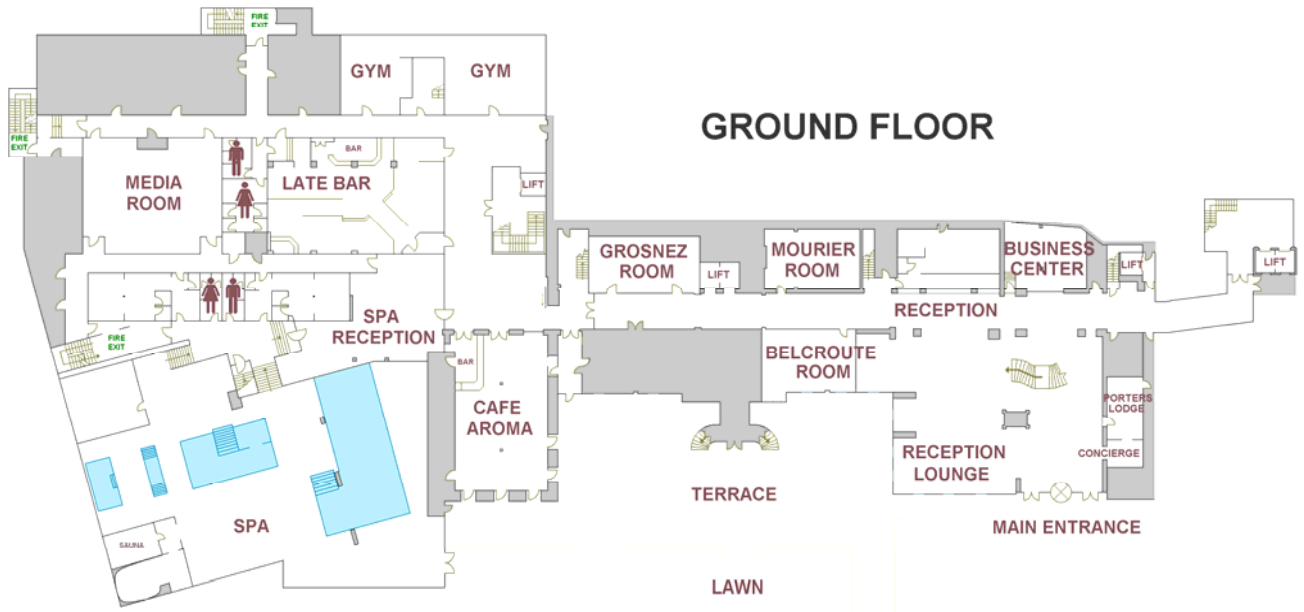 FIRE
EXIT
GYM
GYM
GROUND FLOOR
FIRE
EXIT
BAR
MEDIA
ROOM
LATE BAR
LIFT
GROSNEZ
ROOM
LIFT
MOURIER
ROOM
BUSINESS
CENTER
LIFT
LIFT
SPA
RECEPTION
RECEPTION
FIRE
EXIT
BAR
BELCROUTE
ROOM
CAFE
AROMA
PORTERS
LODGE
RECEPTION
LOUNGE
CONCIERGE
TERRACE
SPA
MAIN ENTRANCE
SAUNA
LAWN